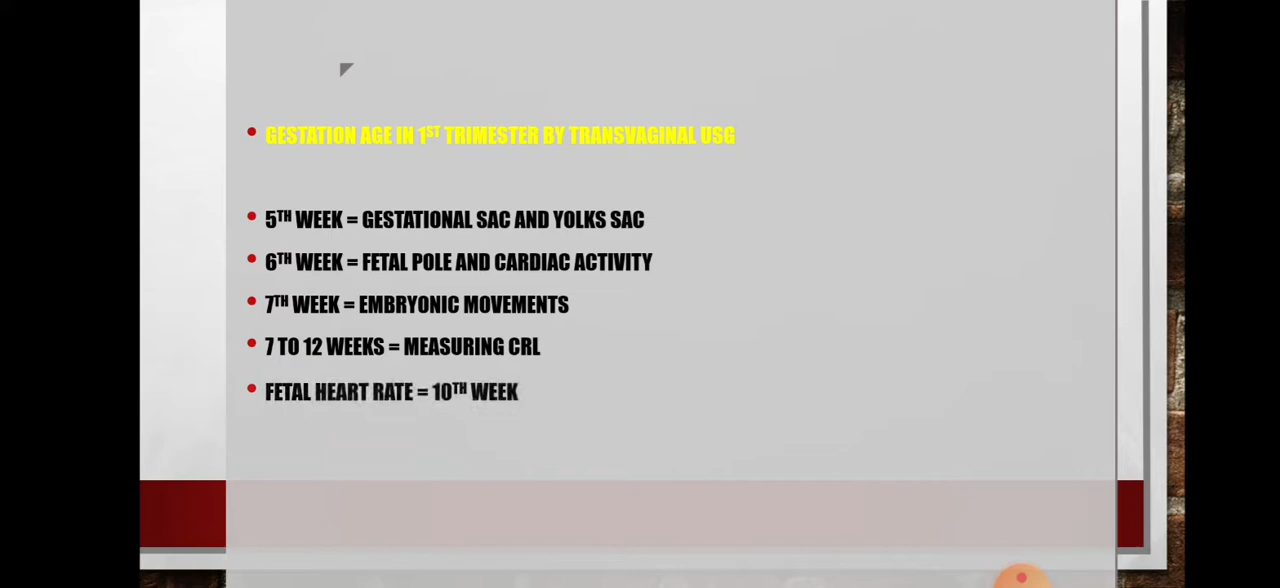 GESTATION AGE IN 1ST TRIMESTER BY TRANSVAGINAL USG
5TH WEEK = GESTATIONAL SAC AND YOLKS SAC
6TH WEEK = FETAL POLE AND CARDIAC ACTIVITY
7TH WEEK = EMBRYONIC MOVEMENTS
7 TO 12 WEEKS = MEASURING CRL
FETAL HEART RATE = 10TH WEEK